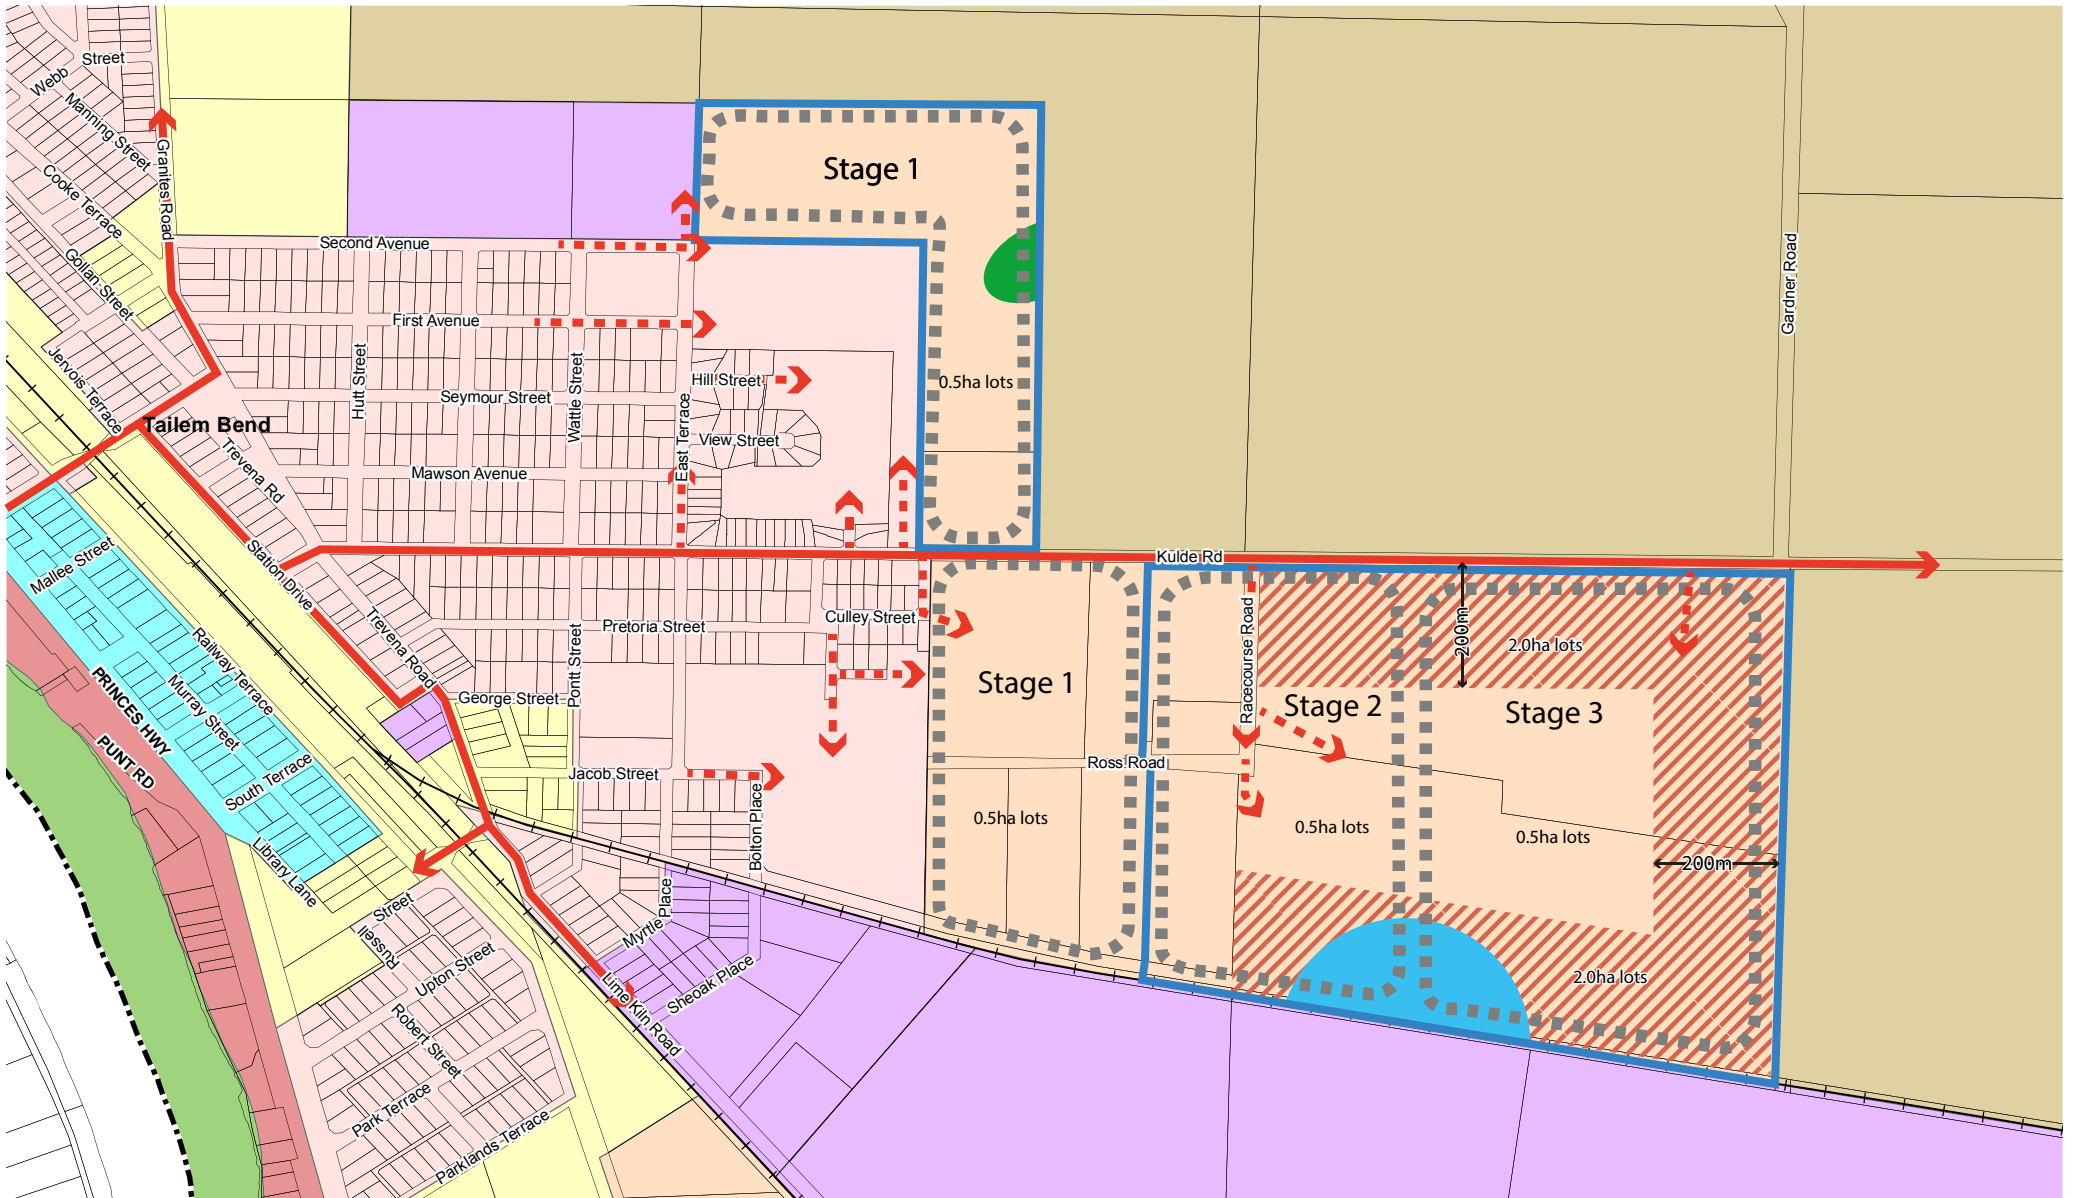 Street
Webb
Manning Street
Granites Road
Cooke Terrace
Gollan Street
Jervois Terrace
Stage 1
Second Avenue
First Avenue
Hutt Street
Wattle Street
Seymour Street
Hill Street
View Street
East Terrace
Mawson Avenue
0.5ha lots
Gardner Road
Tailem Bend
Trevena Rd
Station Drive
Kulde Rd
Mallee Street
Railway Terrace
Murray Street
South Terrace
Library Lane
PRINCES HWY
PUNT RD
Trevena Road
George Street
Pontt Street
Pretoria Street
Culley Street
Jacob Street
Bolton Place
Stage 1
Ross Road
0.5ha lots
Racecourse Road
200m
2.0ha lots
Stage 2
Stage 3
0.5ha lots
0.5ha lots
200m
2.0ha lots
Street
Russell
Upton Street
Robert Street
Park Terrace
Parklands Terrace
Myrtle
Place
Sheoak Place
Lime Kiln Road